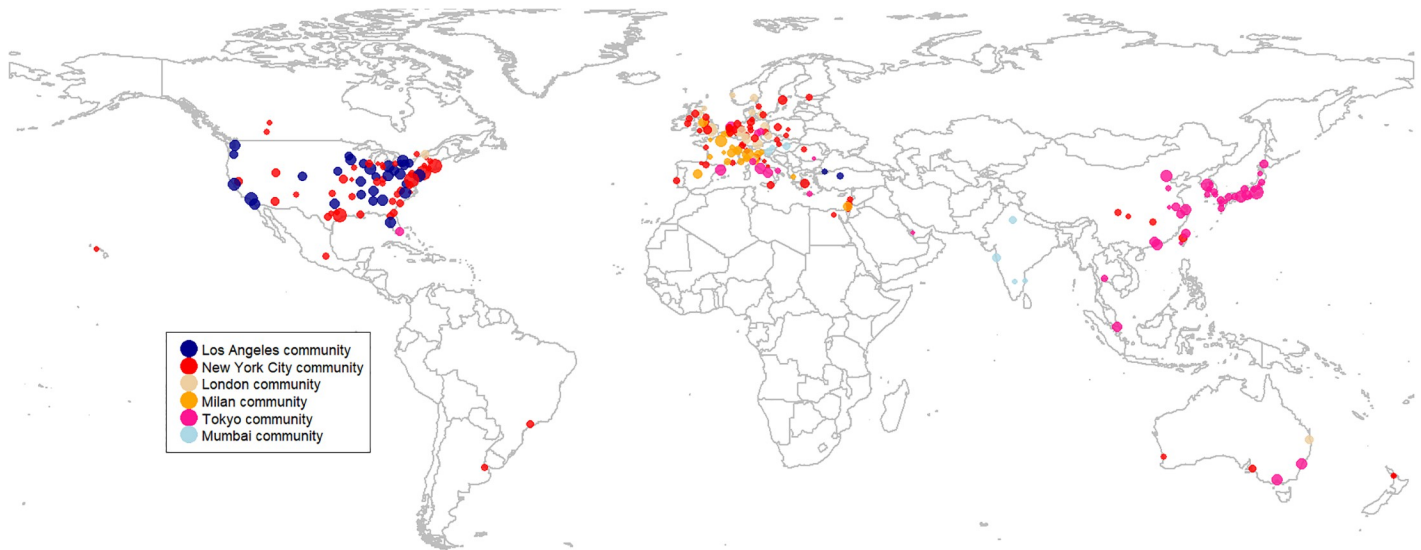 Los Angeles community
New York City community
London community
Milan community
Tokyo community
Mumbai community